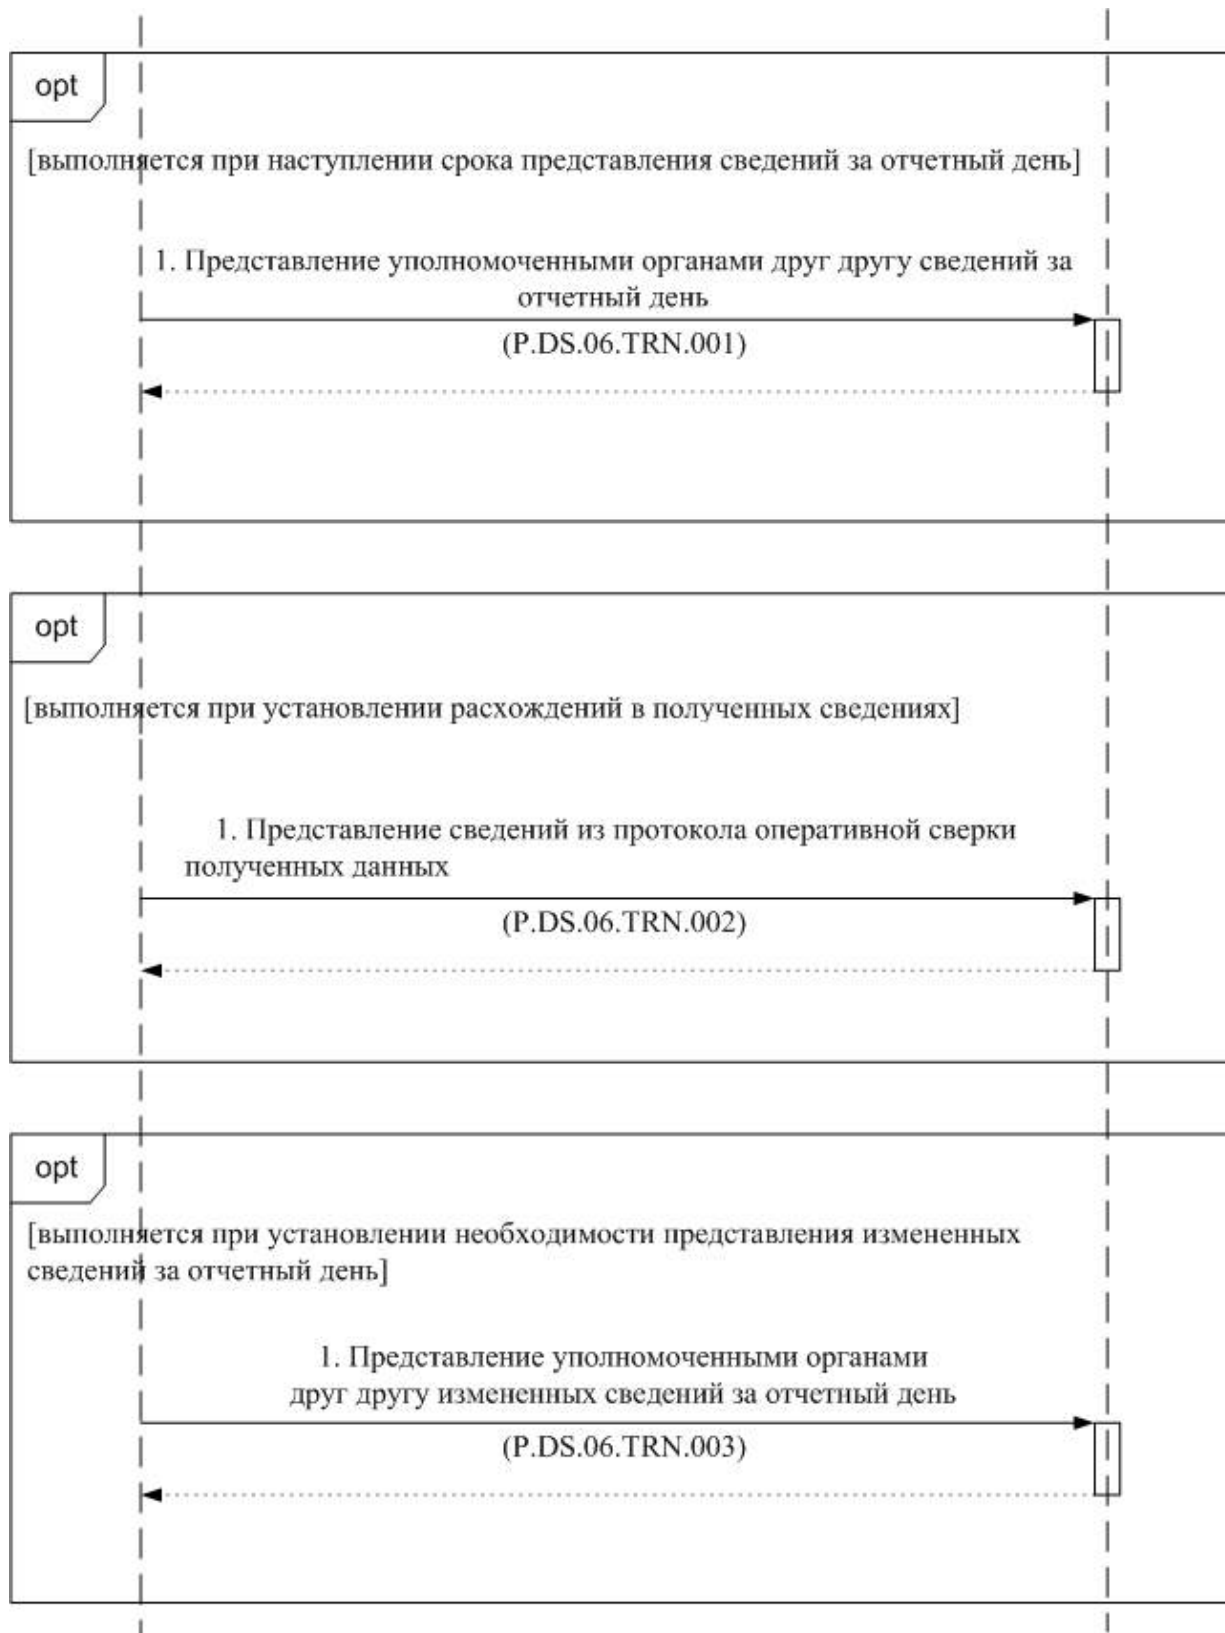 opt
[выполняется при наступлении срока представления сведений за отчетный день]
1. Представление уполномоченными органами друг другу сведений за
отчетный день
(P.DS.06.TRN.001)
opt
[выполняется при установлении расхождений в полученных сведениях]
1. Представление сведений из протокола оперативной сверки
полученных данных
(P.DS.06.TRN.002)
opt
[выполняется при установлении необходимости представления измененных
сведений за отчетный день]
1. Представление уполномоченными органами
друг другу измененных сведений за отчетный день
(P.DS.06.TRN.003)